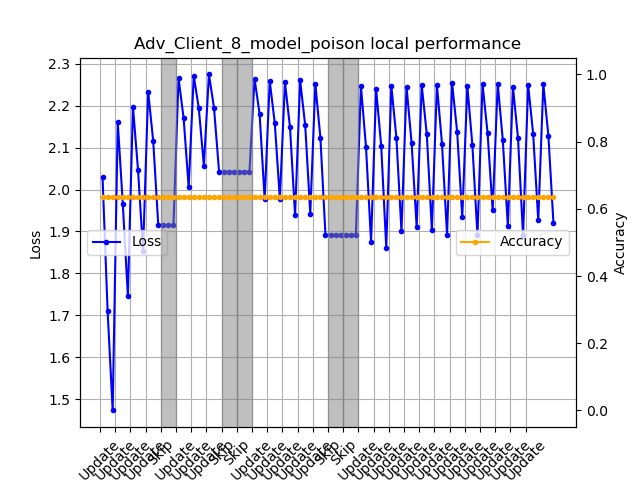 Adv_Client_8_model_poison local performance
2.3
2.2
2.1
2.0
1.9
1.8
1.7
1.6
1.5
Loss
Loss
Accuracy
1.0
0.8
0.6
0.4
0.2
0.0
Accuracy
Update
Update
Update
Update
Skip
Update
Update
Update
Skip
Skip
Update
Update
Update
Update
Update
Skip
Skip
Update
Update
Update
Update
Update
Update
Update
Update
Update
Update
Update
Update